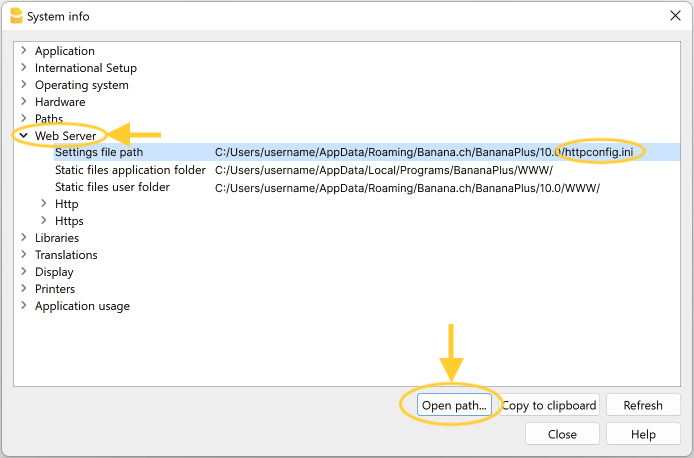 System info
Application
International Setup
Operating system
Hardware
Paths
Web Server
Settings file path C:/Users/username/AppData/Roaming/Banana.ch/BananaPlus/10.0/httpconfig.ini
Static files application folder C:/Users/username/AppData/Local/Programs/BananaPlus/WWW/
Static files user folder C:/Users/username/AppData/Roaming/Banana.ch/BananaPlus/10.0/WWW/
Http
Https
Libraries
Translations
Display
Printers
Application usage
Open path... Copy to clipboard Refresh
Close Help